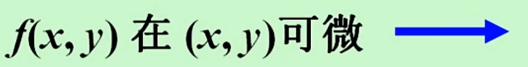 f(x, y) 在 (x, y)可微